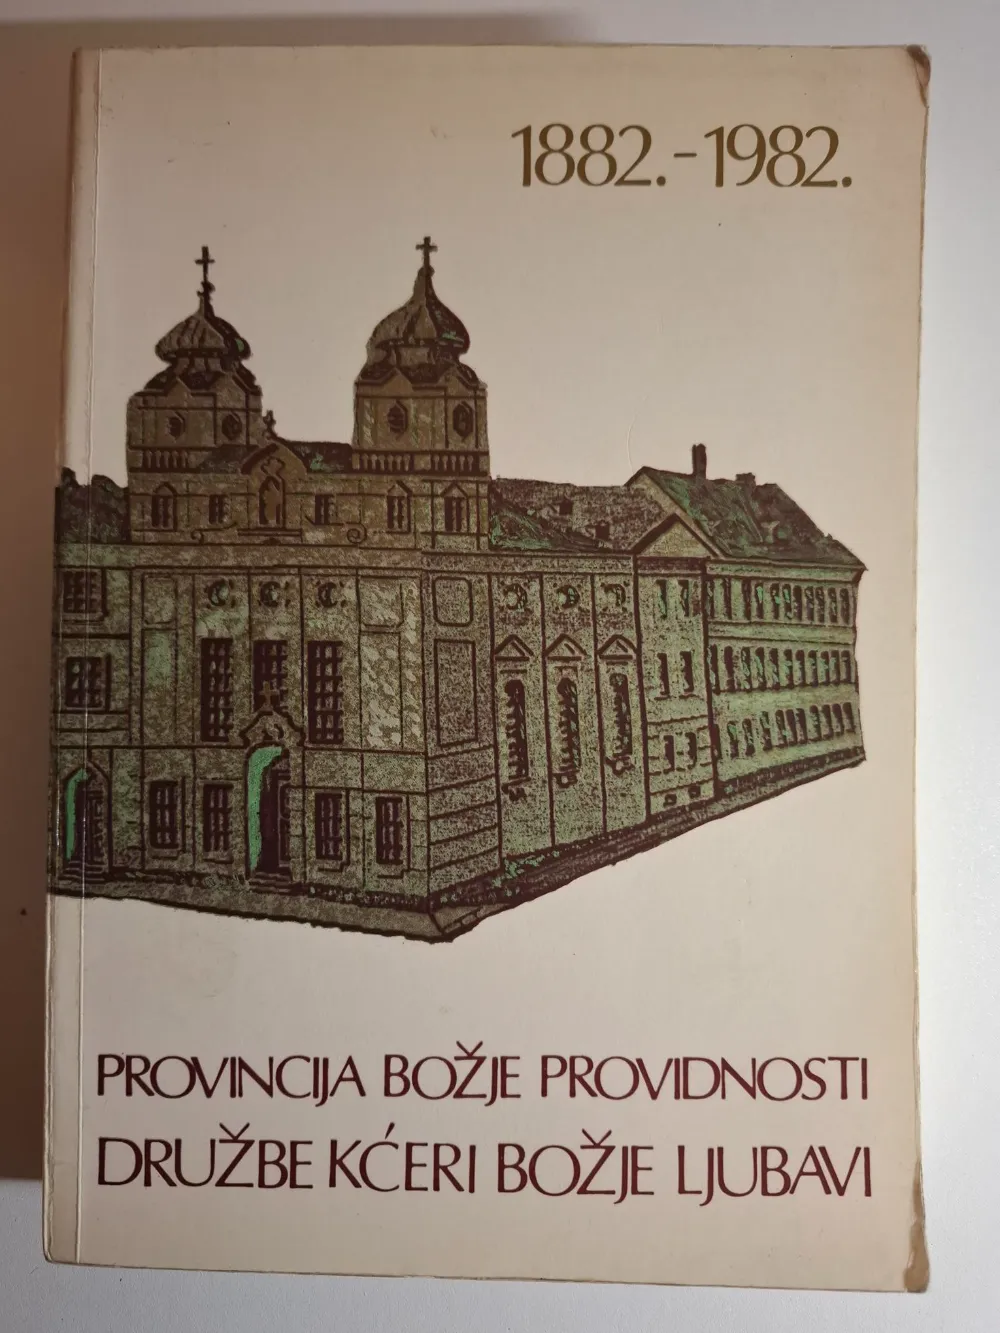 1882.-1982.
PROVINCIJA BOŽJE PROVIDNOSTI
DRUŽBE KĆERI BOŽJE LJUBAVI